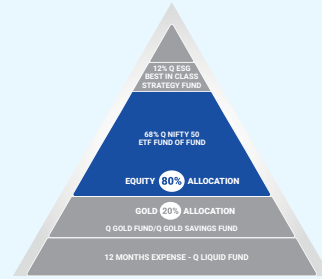 12% Q ESG
BEST IN CLASS
STRATEGY FUND
68% Q NIFTY 50
ETF FUND OF FUND
EQUITY 80% ALLOCATION
GOLD 20% ALLOCATION
Q GOLD FUND/Q GOLD SAVINGS FUND
12 MONTHS EXPENSE - Q LIQUID FUND